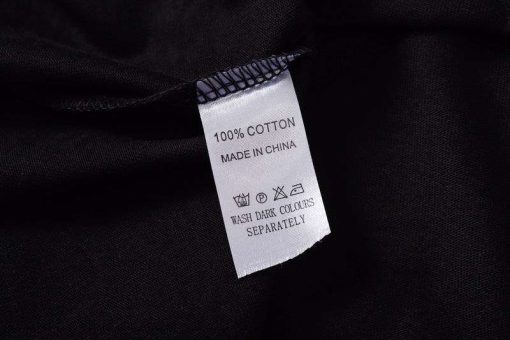 100% COTTON
MADE IN CHINA
WASH DARK COLOURS
SEPARATELY